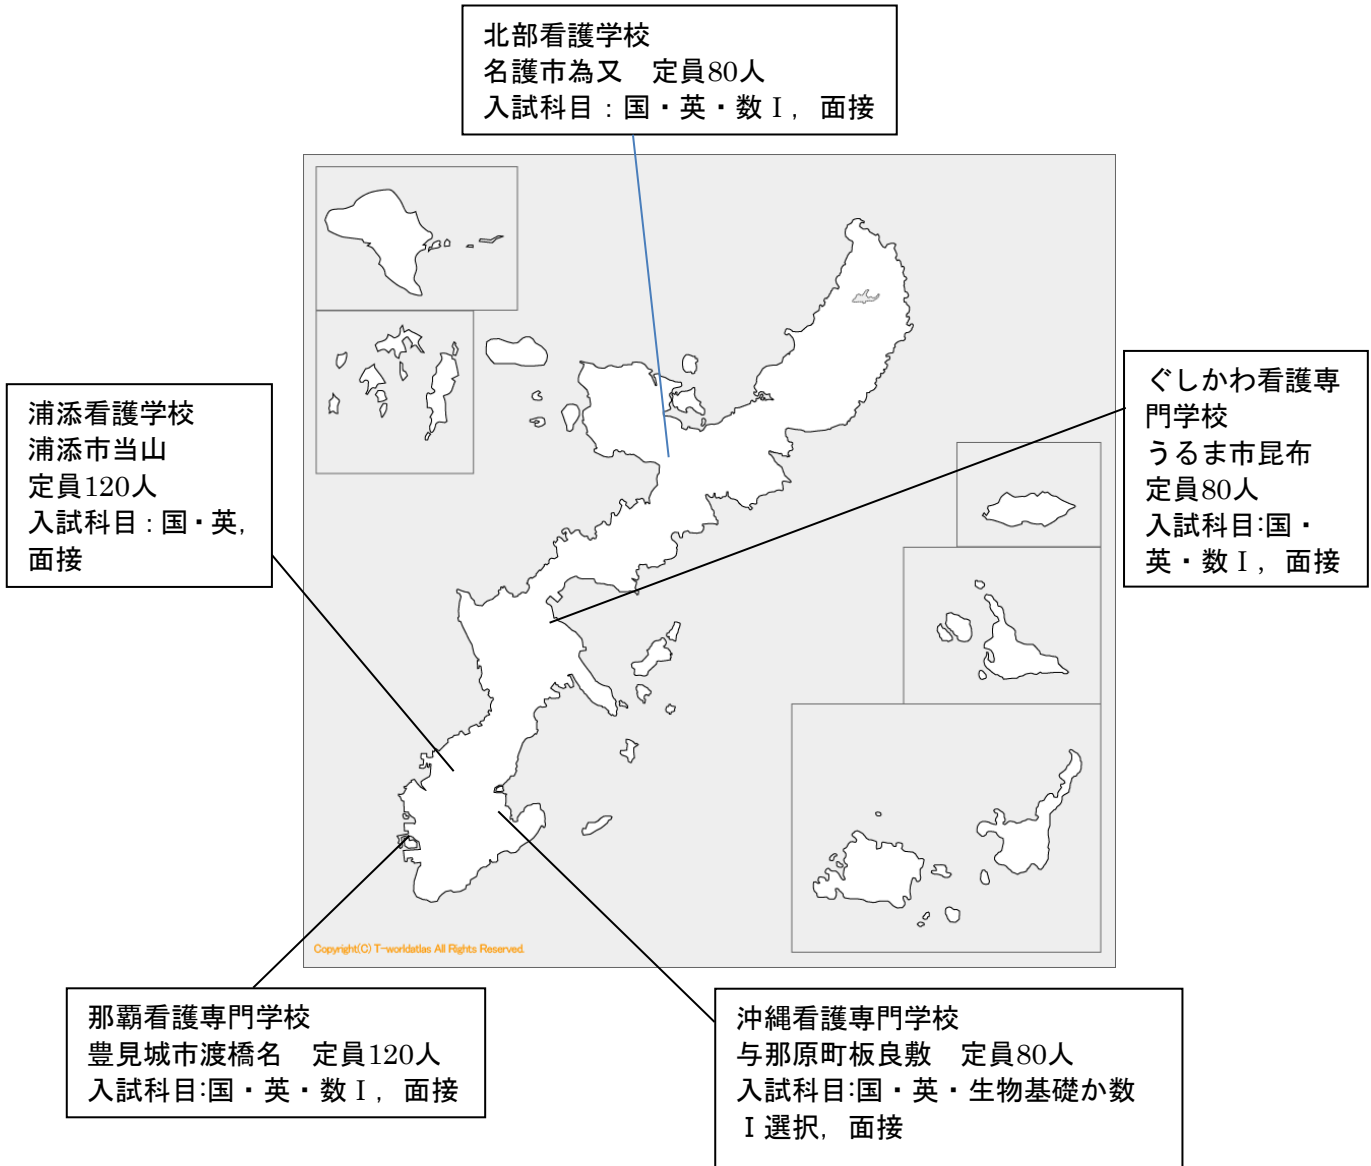 北部看護学校
名護市為又　定員80人
入試科目：国・英・数Ⅰ，面接
浦添看護学校
浦添市当山
定員120人
入試科目：国・英，
面接
ぐしかわ看護専
門学校
うるま市昆布
定員80人
入試科目:国・
英・数Ⅰ，面接
Copyright(C) T-worldatlas All Rights Reserved.
那覇看護専門学校
豊見城市渡橋名　定員120人
入試科目:国・英・数Ⅰ，面接
沖縄看護専門学校
与那原町板良敷　定員80人
入試科目:国・英・生物基礎か数
Ⅰ選択，面接